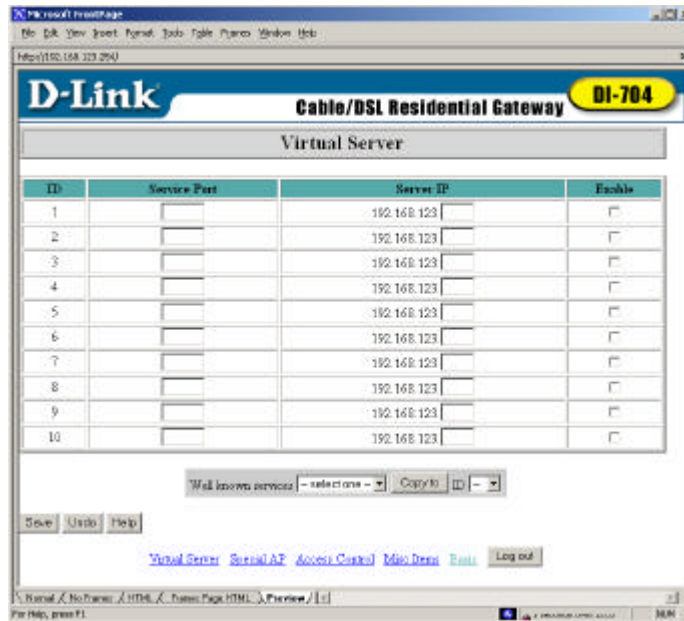 Microsoft FrontPage
File Edit View Insert Format Tools Table Frames Window Help
http://192.168.123.254/
D-Link
DI-704
Cable/DSL Residential Gateway
Virtual Server
ID Service Port Server IP Enable
1 192.168.123.
2 192.168.123.
3 192.168.123.
4 192.168.123.
5 192.168.123.
6 192.168.123.
7 192.168.123.
8 192.168.123.
9 192.168.123.
10 192.168.123.
Well known services -- select one -- Copy to ID --
Save Undo Help
Virtual Server Special AP Access Control Misc Items Basic Log out
Normal No Frames HTML Frames Page HTML Preview
For Help, press F1 NUM